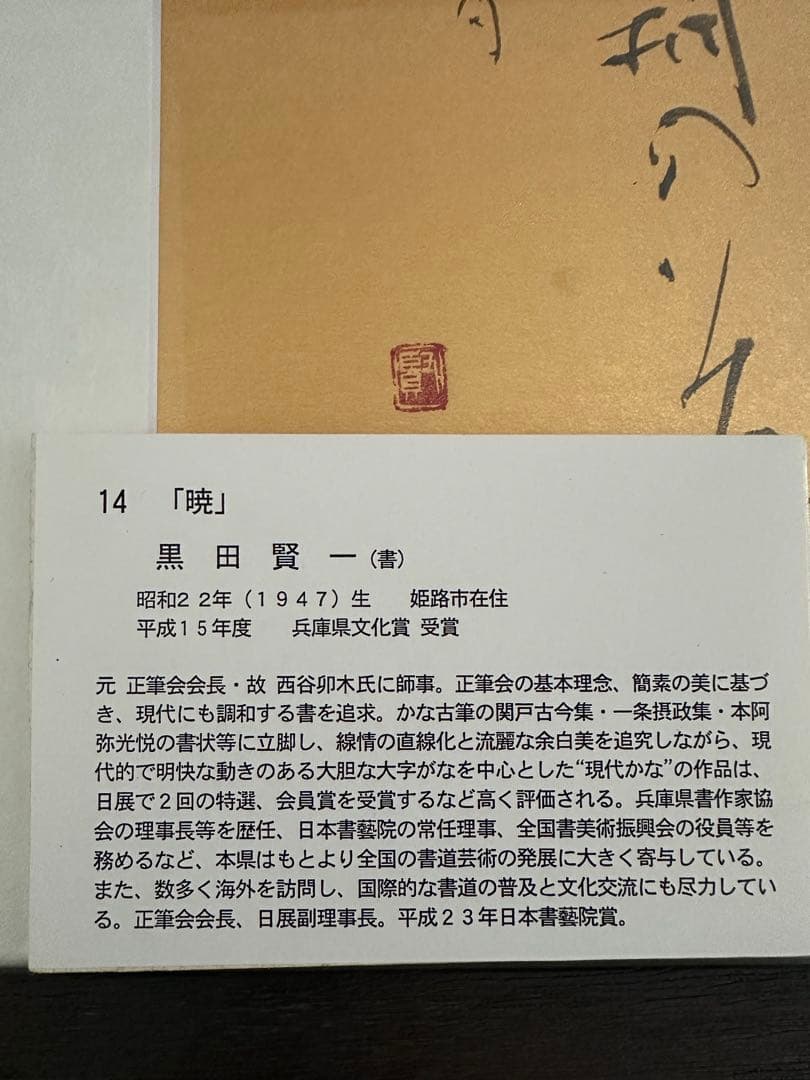 賢
14　「暁」
黒　田　賢　一（書）
昭和２２年（１９４７）生　　姫路市在住
平成１５年度　　兵庫県文化賞 受賞
元 正筆会会長・故 西谷卯木氏に師事。正筆会の基本理念、簡素の美に基づ
き、現代にも調和する書を追求。かな古筆の関戸古今集・一条摂政集・本阿
弥光悦の書状等に立脚し、線情の直線化と流麗な余白美を追究しながら、現
代的で明快な動きのある大胆な大字がなを中心とした“現代かな”の作品は、
日展で２回の特選、会員賞を受賞するなど高く評価される。兵庫県書作家協
会の理事長等を歴任、日本書藝院の常任理事、全国書美術振興会の役員等を
務めるなど、本県はもとより全国の書道芸術の発展に大きく寄与している。
また、数多く海外を訪問し、国際的な書道の普及と文化交流にも尽力してい
る。正筆会会長、日展副理事長。平成２３年日本書藝院賞。